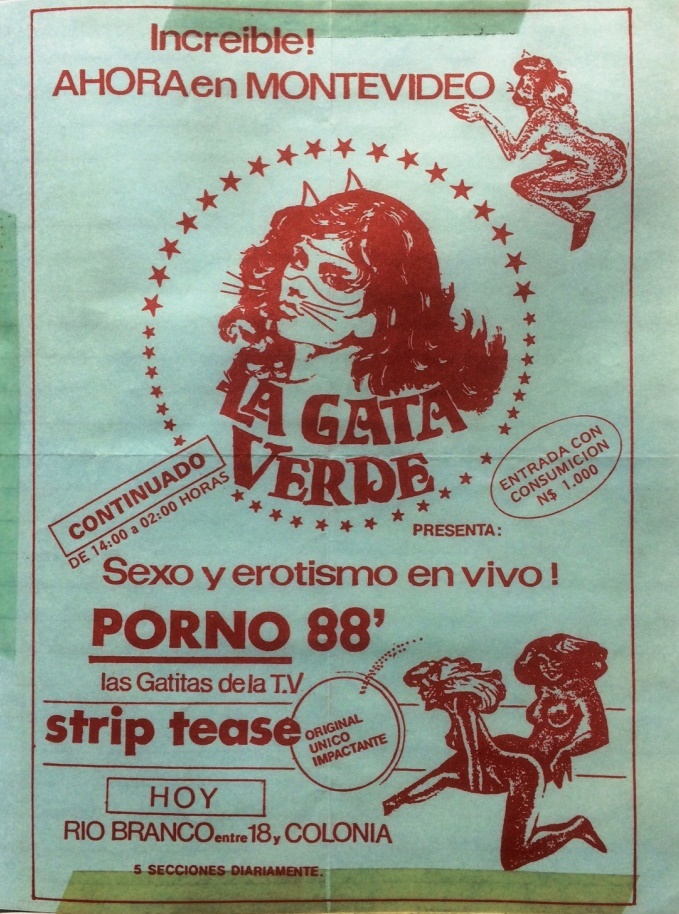 Increible!
AHORA en MONTEVIDEO
LA GATA
VERDE
CONTINUADO
DE 14:00 a 02:00 HORAS
ENTRADA CON
CONSUMICION
N$ 1.000
PRESENTA:
Sexo y erotismo en vivo!
PORNO 88'
las Gatitas de la T.V
strip tease
ORIGINAL
UNICO
IMPACTANTE
HOY
RIO BRANCO entre 18 y COLONIA
5 SECCIONES DIARIAMENTE.